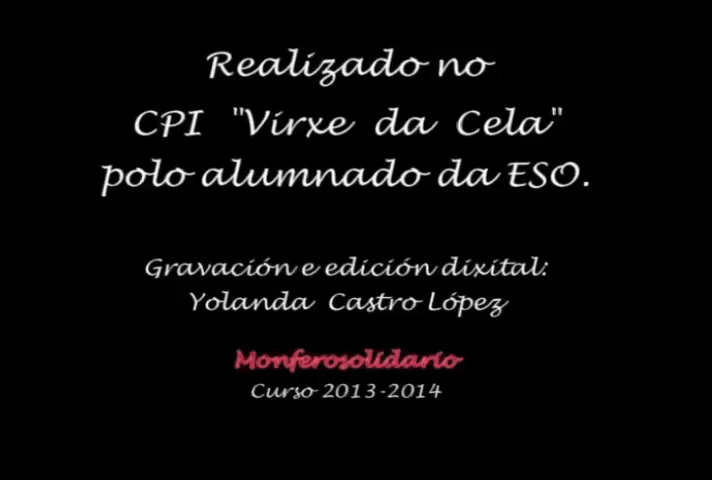 Realizado no
CPI "Virxe da Cela"
polo alumnado da ESO.
Gravación e edición dixital:
Yolanda Castro López
Monferosolidario
Curso 2013-2014